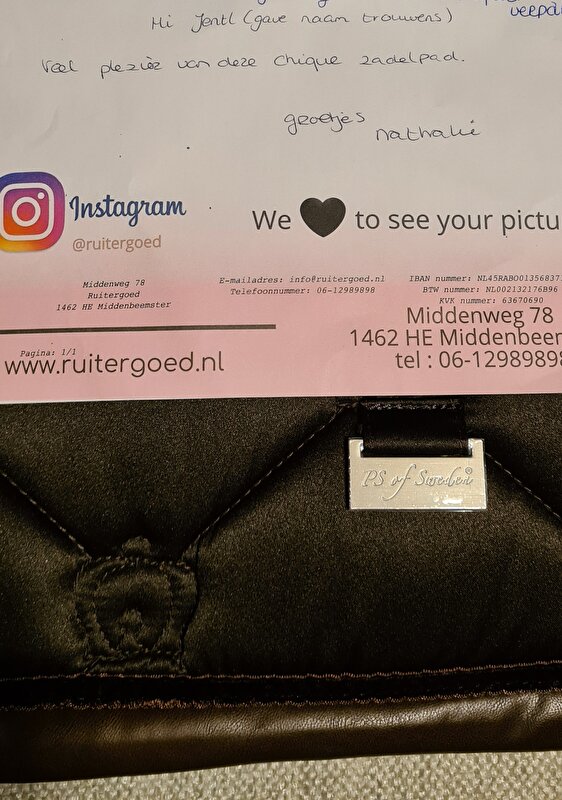 Hi Jentl (gave naam trouwens)
Veel plezier van deze chique zadelpad.
groetjes
nathalie
Instagram
@ruitergoed
We ♥ to see your pictu
Middenweg 78
Ruitergoed
1462 HE Middenbeemster
E-mailadres: info@ruitergoed.nl
Telefoonnummer: 06-12989898
IBAN nummer: NL45RABO01356837
BTW nummer: NL002132176B96
KVK nummer: 63670690
Middenweg 78
1462 HE Middenbeem
tel : 06-1298989
Pagina: 1/1
www.ruitergoed.nl
PS of Sweden®